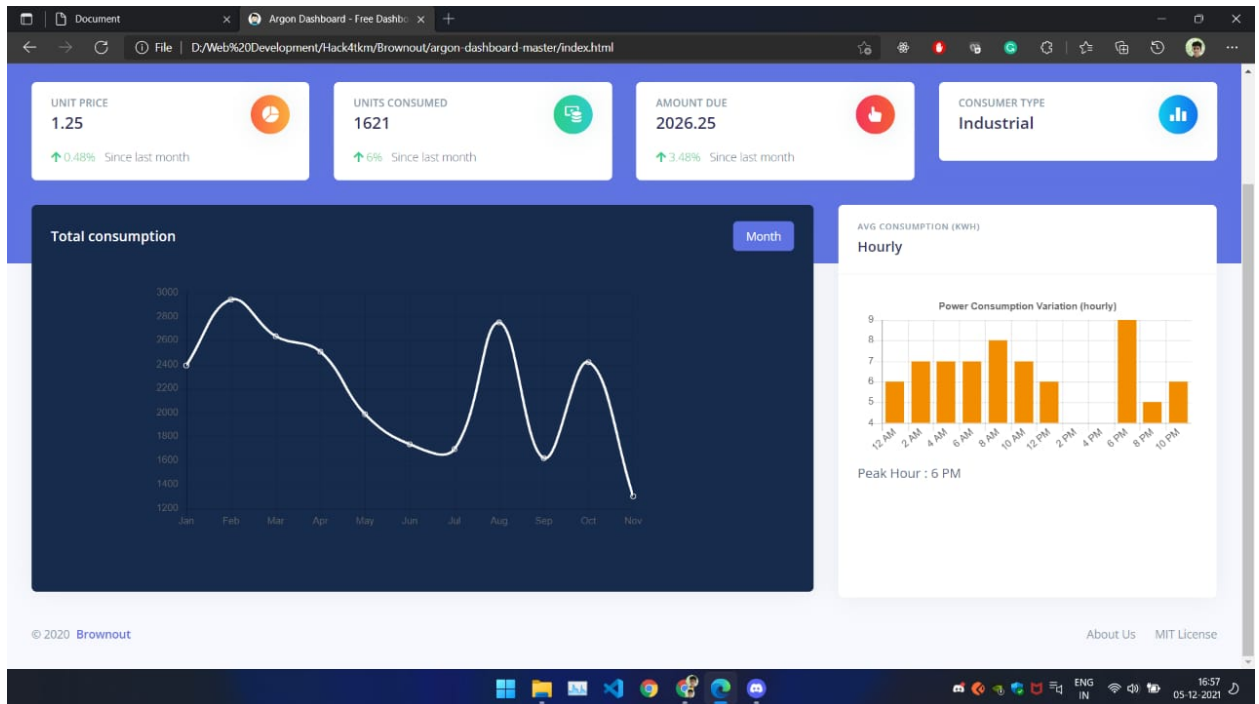 Document
Argon Dashboard - Free Dashbo
File
D:/Web%20Development/Hack4tkm/Brownout/argon-dashboard-master/index.html
UNIT PRICE
1.25
0.48% Since last month
UNITS CONSUMED
1621
6% Since last month
AMOUNT DUE
2026.25
3.48% Since last month
CONSUMER TYPE
Industrial
Total consumption
Month
3000
2800
2600
2400
2200
2000
1800
1600
1400
1200
Jan Feb Mar Apr May Jun Jul Aug Sep Oct Nov
AVG CONSUMPTION (KWH)
Hourly
Power Consumption Variation (hourly)
9
8
7
6
5
4
12 AM 2 AM 4 AM 6 AM 8 AM 10 AM 12 PM 2 PM 4 PM 6 PM 8 PM 10 PM
Peak Hour : 6 PM
© 2020 Brownout
About Us MIT License
ENG
IN
16:57
05-12-2021